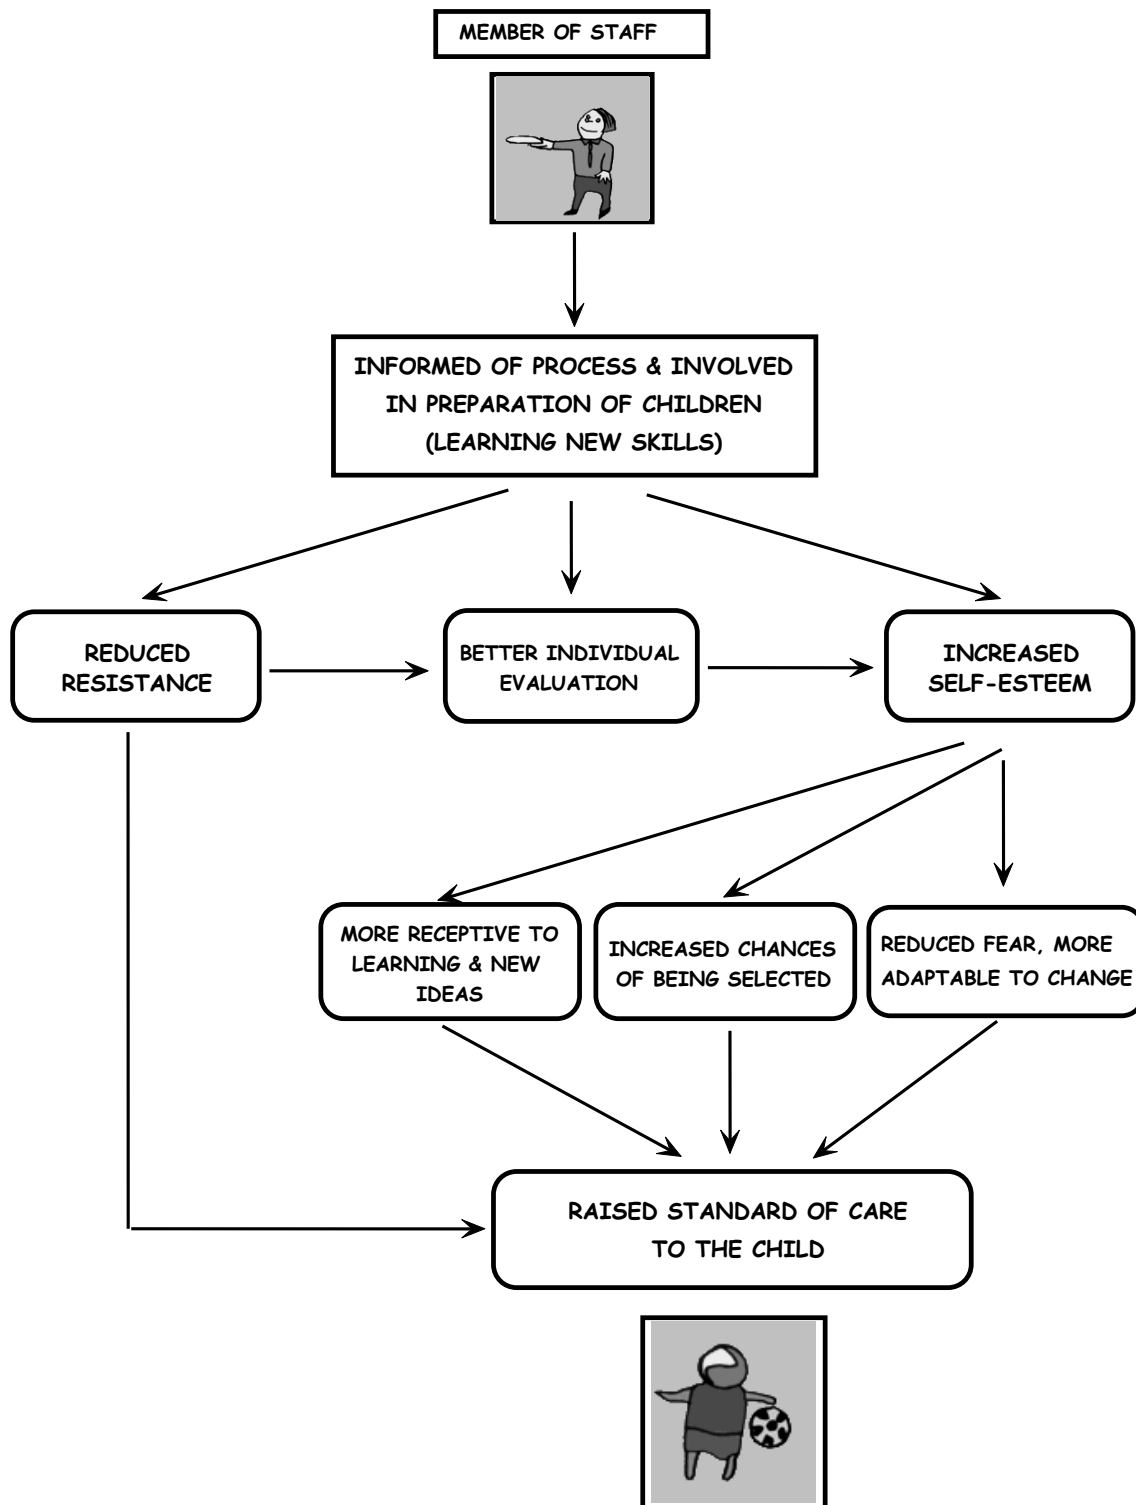 MEMBER OF STAFF
INFORMED OF PROCESS & INVOLVED
IN PREPARATION OF CHILDREN
(LEARNING NEW SKILLS)
REDUCED
RESISTANCE
BETTER INDIVIDUAL
EVALUATION
INCREASED
SELF-ESTEEM
MORE RECEPTIVE TO
LEARNING & NEW
IDEAS
INCREASED CHANCES
OF BEING SELECTED
REDUCED FEAR, MORE
ADAPTABLE TO CHANGE
RAISED STANDARD OF CARE
TO THE CHILD